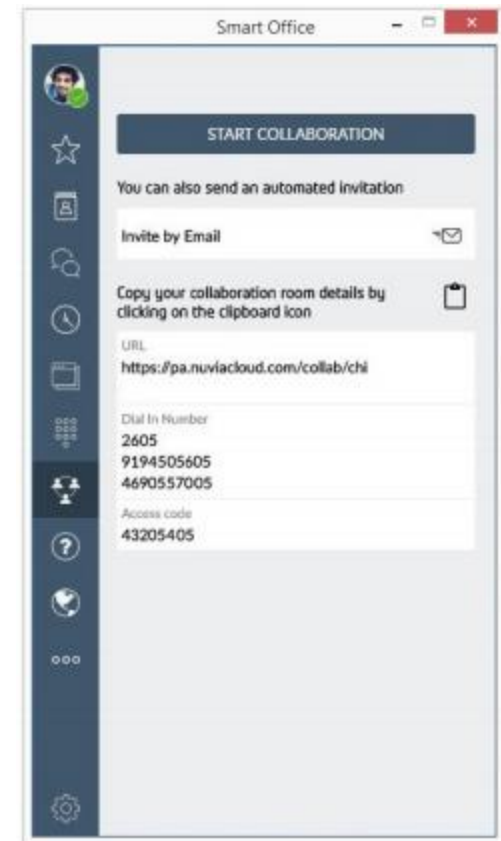 Smart Office
START COLLABORATION
You can also send an automated invitation
Invite by Email
Copy your collaboration room details by
clicking on the clipboard icon
URL
https://pa.nuviacloud.com/collab/chi
Dial In Number
2605
9194505605
4690557005
Access code
43205405